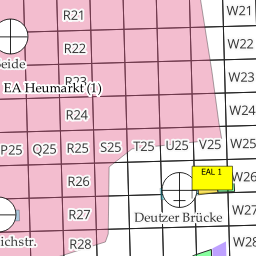 R21
W21
R22
W22
eide
R23
W23
EA Heumarkt (1)
R24
W24
P25 Q25 R25 S25 T25 U25 V25 W25
EAL 1
R26
W26
R27
W27
Deutzer Brücke
ichstr.
R28
W28